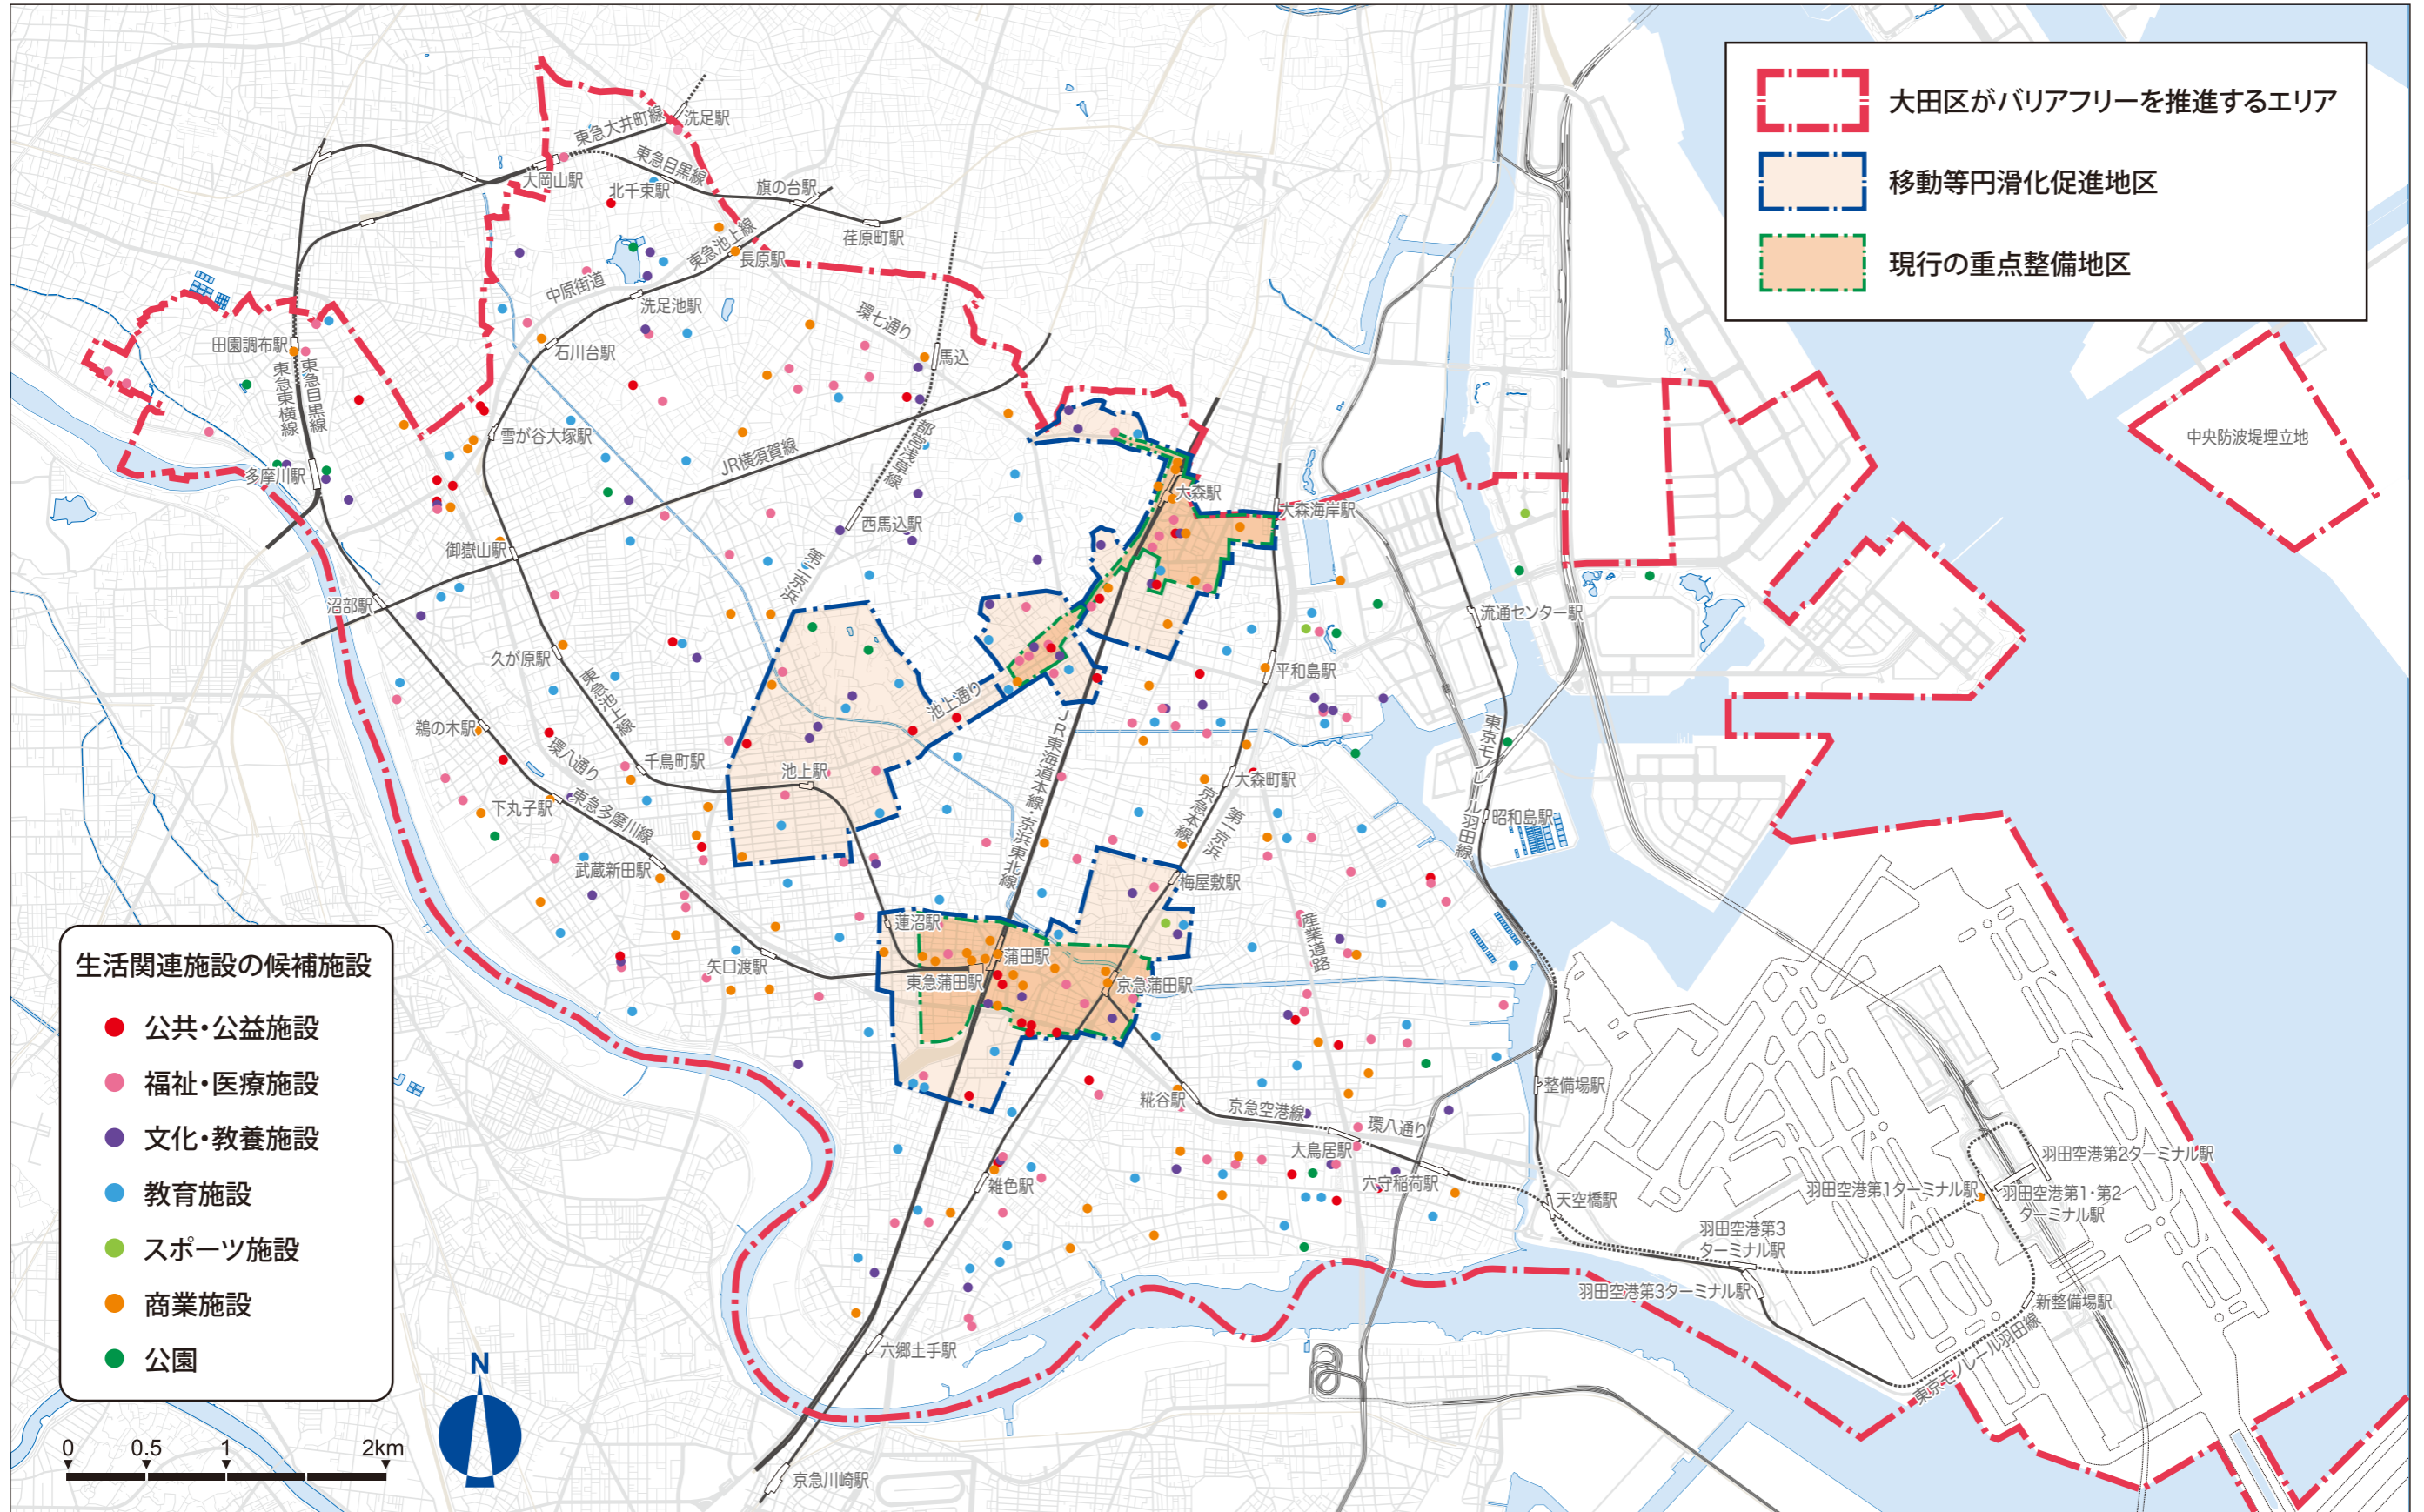 大田区がバリアフリーを推進するエリア
移動等円滑化促進地区
現行の重点整備地区
東急大井町線
洗足駅
東急目黒線
大岡山駅
北千束駅
旗の台駅
荏原町駅
東急池上線
長原駅
中原街道
洗足池駅
環七通り
田園調布駅
石川台駅
馬込
東急東横線
東急目黒線
雪が谷大塚駅
都営浅草線
JR横須賀線
中央防波堤埋立地
多摩川駅
大森駅
大森海岸駅
西馬込駅
御嶽山駅
第二京浜
沼部駅
流通センター駅
久が原駅
平和島駅
東急池上線
池上通り
鵜の木駅
JR東海道本線・京浜東北線
東京モノレール羽田線
環八通り
千鳥町駅
池上駅
大森町駅
下丸子駅
東急多摩川線
京急本線
第一京浜
昭和島駅
武蔵新田駅
梅屋敷駅
蓮沼駅
産業道路
蒲田駅
矢口渡駅
東急蒲田駅
京急蒲田駅
生活関連施設の候補施設
公共・公益施設
福祉・医療施設
文化・教養施設
教育施設
スポーツ施設
商業施設
公園
整備場駅
糀谷駅
京急空港線
環八通り
大鳥居駅
穴守稲荷駅
羽田空港第2ターミナル駅
雑色駅
天空橋駅
羽田空港第1ターミナル駅
羽田空港第1・第2
ターミナル駅
羽田空港第3
ターミナル駅
羽田空港第3ターミナル駅
新整備場駅
六郷土手駅
東京モノレール羽田線
N
0 0.5 1 2km
京急川崎駅